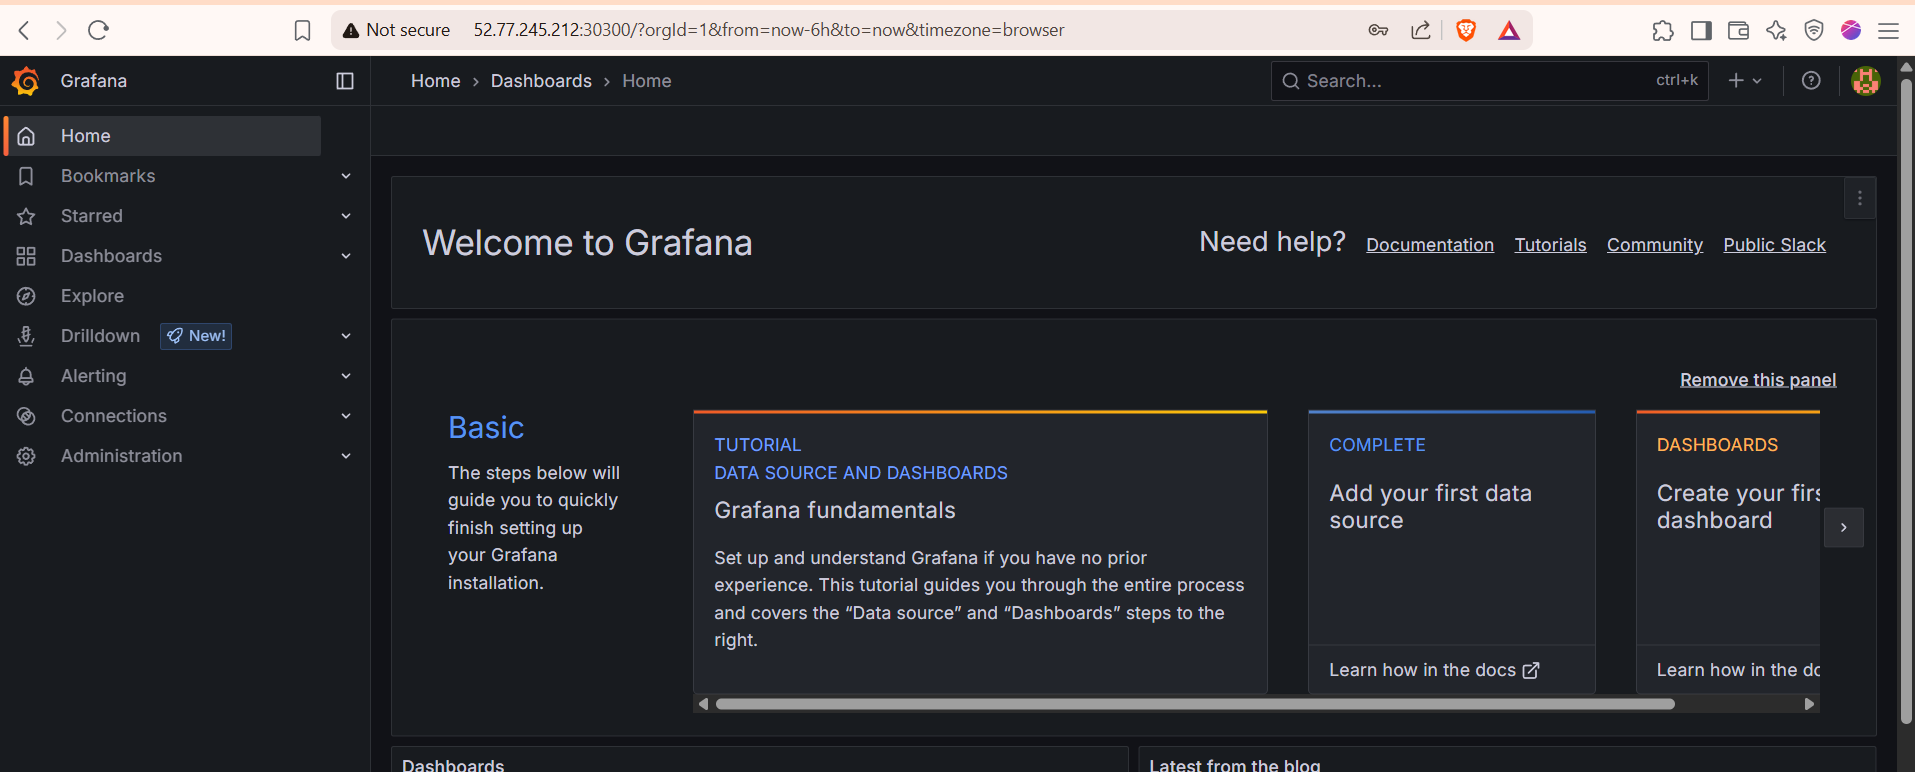 Not secure
52.77.245.212:30300/?orgId=1&from=now-6h&to=now&timezone=browser
Grafana
Home › Dashboards › Home
Search...
ctrl+k
Home
Bookmarks
Starred
Dashboards
Explore
Drilldown
New!
Alerting
Connections
Administration
Welcome to Grafana
Need help?
Documentation
Tutorials
Community
Public Slack
Remove this panel
Basic
The steps below will
guide you to quickly
finish setting up
your Grafana
installation.
TUTORIAL
DATA SOURCE AND DASHBOARDS
Grafana fundamentals
Set up and understand Grafana if you have no prior
experience. This tutorial guides you through the entire process
and covers the “Data source” and “Dashboards” steps to the
right.
COMPLETE
Add your first data
source
Learn how in the docs
DASHBOARDS
Create your firs
dashboard
Learn how in the do
Dashboards
Latest from the blog